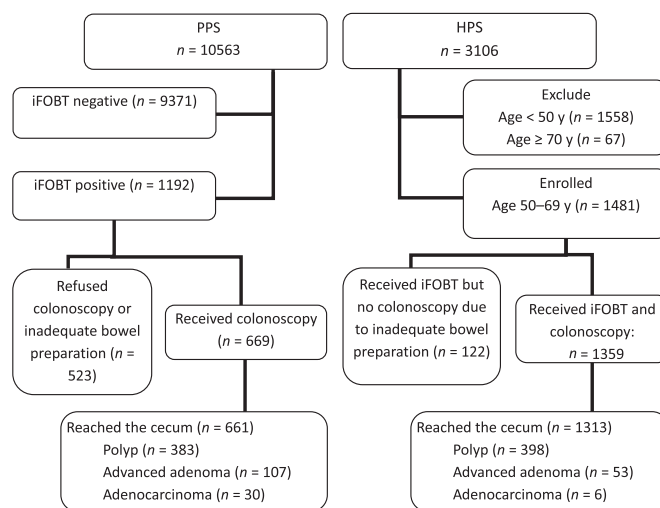 PPS
n = 10563
iFOBT negative (n = 9371)
iFOBT positive (n = 1192)
Refused
colonoscopy or
inadequate bowel
preparation (n =
523)
Received colonoscopy
(n = 669)
Reached the cecum (n = 661)
Polyp (n = 383)
Advanced adenoma (n = 107)
Adenocarcinoma (n = 30)
HPS
n = 3106
Exclude
Age < 50 y (n = 1558)
Age ≥ 70 y (n = 67)
Enrolled
Age 50–69 y (n = 1481)
Received iFOBT but
no colonoscopy due
to inadequate bowel
preparation (n = 122)
Received iFOBT and
colonoscopy:
n = 1359
Reached the cecum (n = 1313)
Polyp (n = 398)
Advanced adenoma (n = 53)
Adenocarcinoma (n = 6)